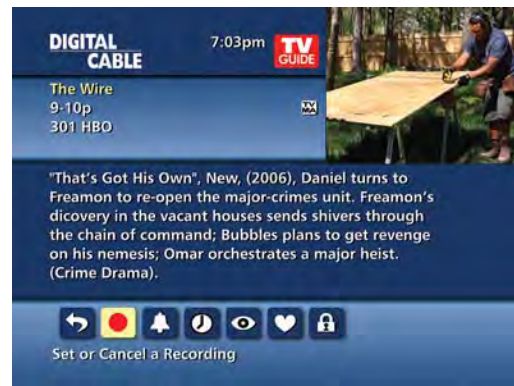 DIGITAL
CABLE
7:03pm
TV
GUIDE
The Wire
9-10p
TV
MA
301 HBO
"That's Got His Own", New, (2006), Daniel turns to
Freamon to re-open the major-crimes unit. Freamon's
dicovery in the vacant houses sends shivers through
the chain of command; Bubbles plans to get revenge
on his nemesis; Omar orchestrates a major heist.
(Crime Drama).
Set or Cancel a Recording